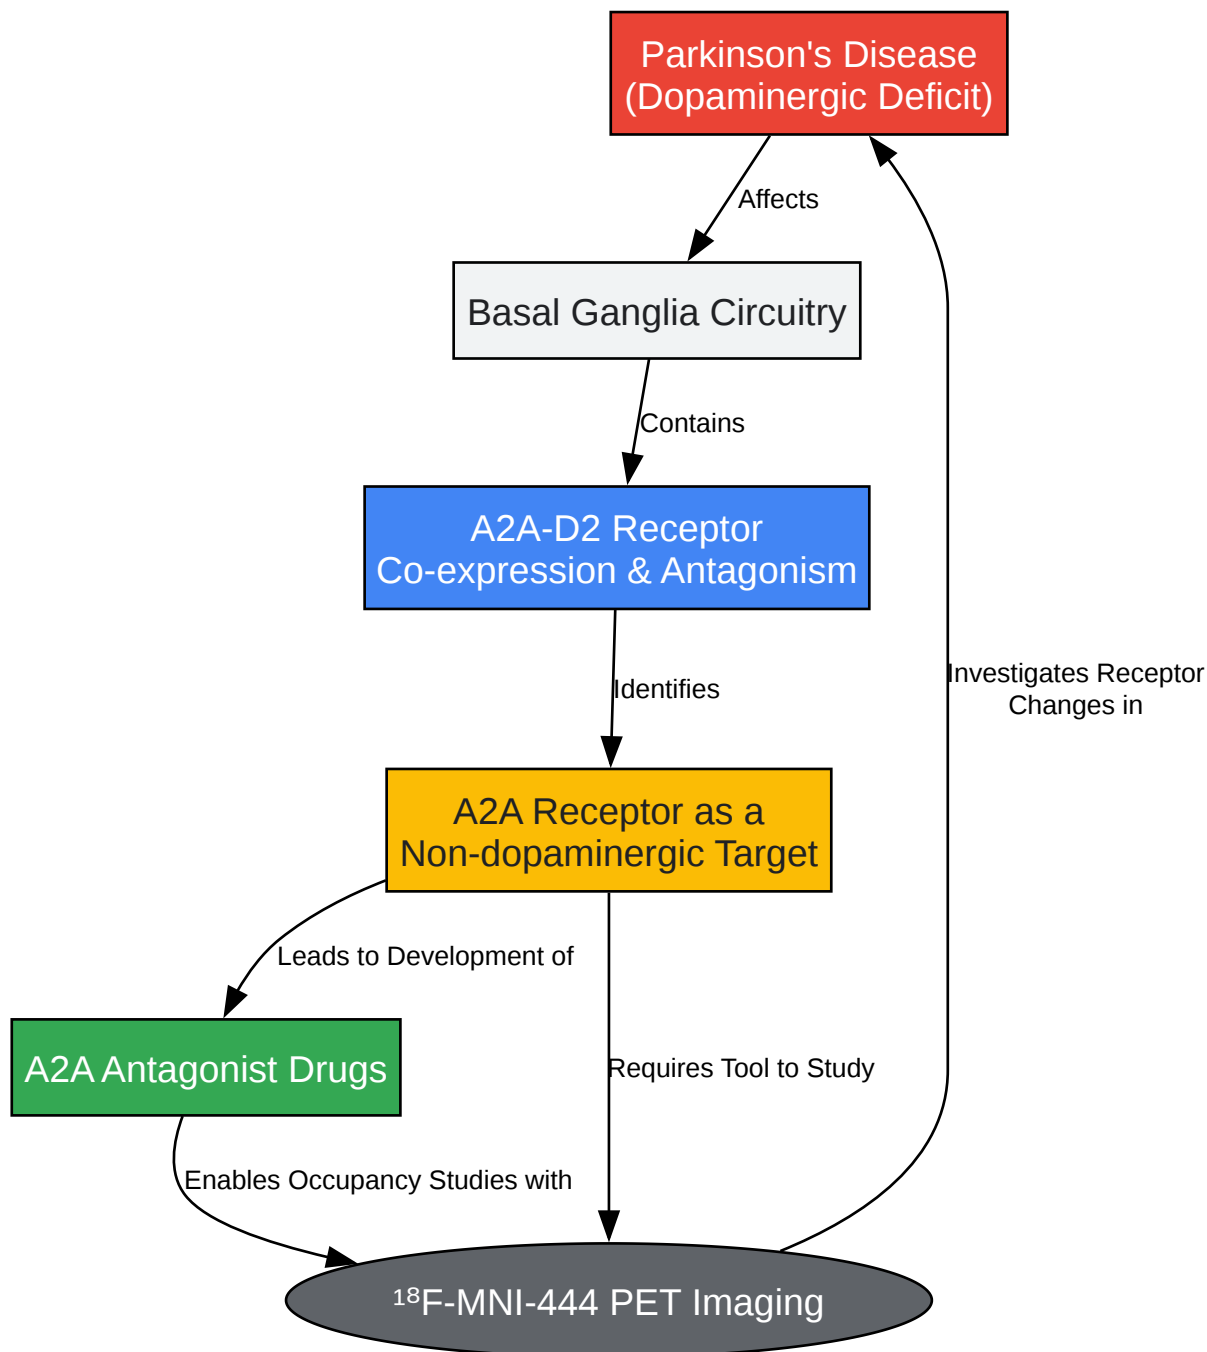 Parkinson's Disease
(Dopaminergic Deficit)
Affects
Basal Ganglia Circuitry
Contains
A2A-D2 Receptor
Co-expression & Antagonism
Investigates Receptor
Changes in
Identifies
A2A Receptor as a
Non-dopaminergic Target
Leads to Development of
A2A Antagonist Drugs
Requires Tool to Study
Enables Occupancy Studies with
¹⁸F-MNI-444 PET Imaging